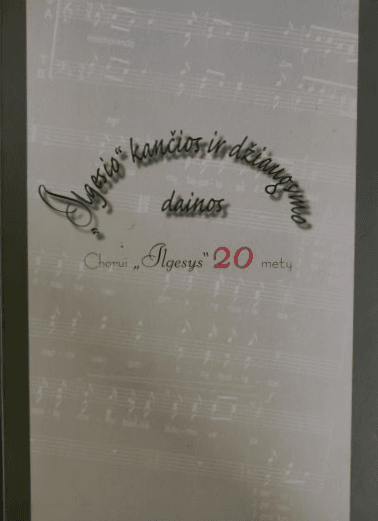 „Ilgesio“ kančios ir džiaugsmo
dainos
Chorui „Ilgesys“ 20 metų